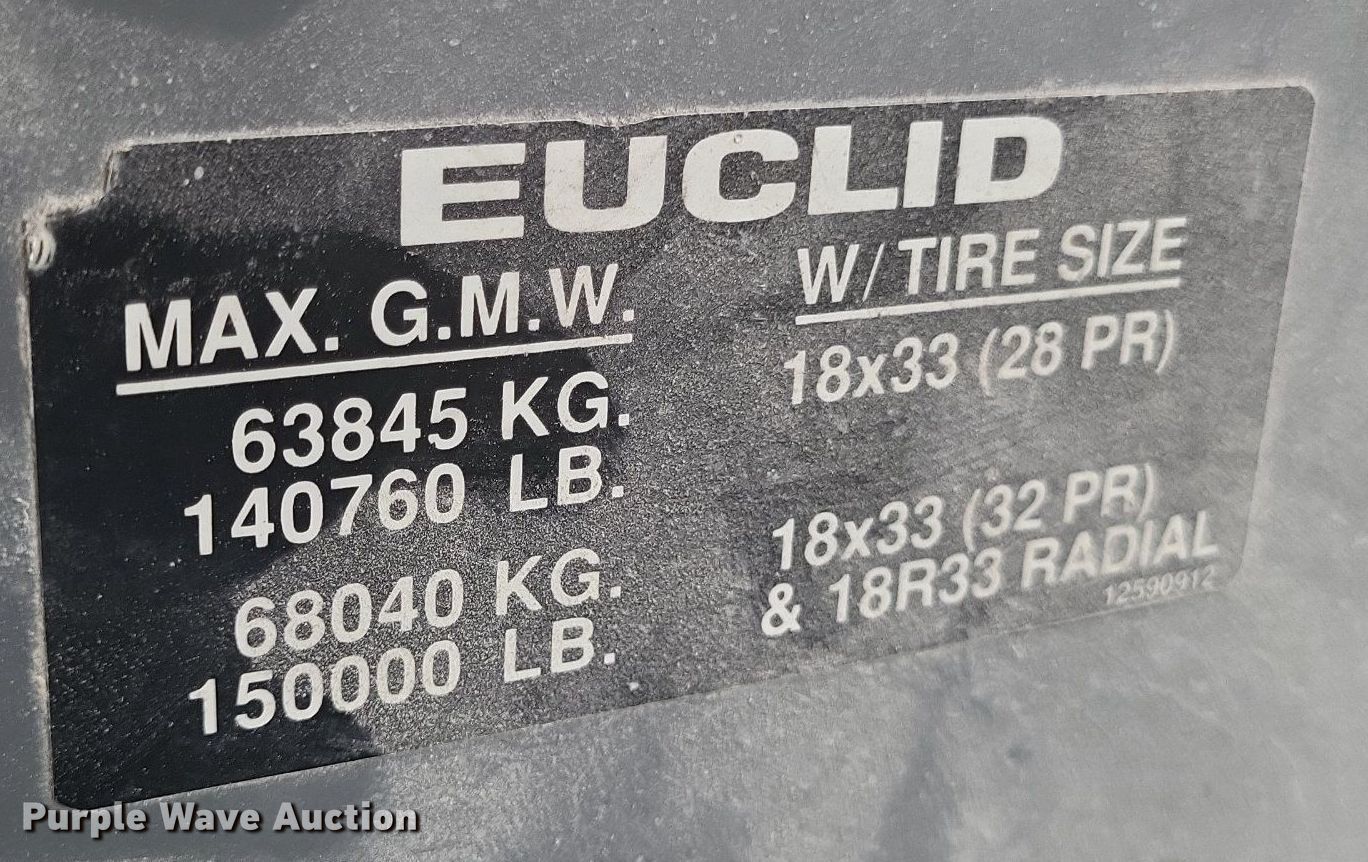 EUCLID
MAX. G.M.W.
W/ TIRE SIZE
63845 KG.
18x33 (28 PR)
140760 LB.
68040 KG.
18x33 (32 PR)
150000 LB.
& 18R33 RADIAL
12590912
Purple Wave Auction